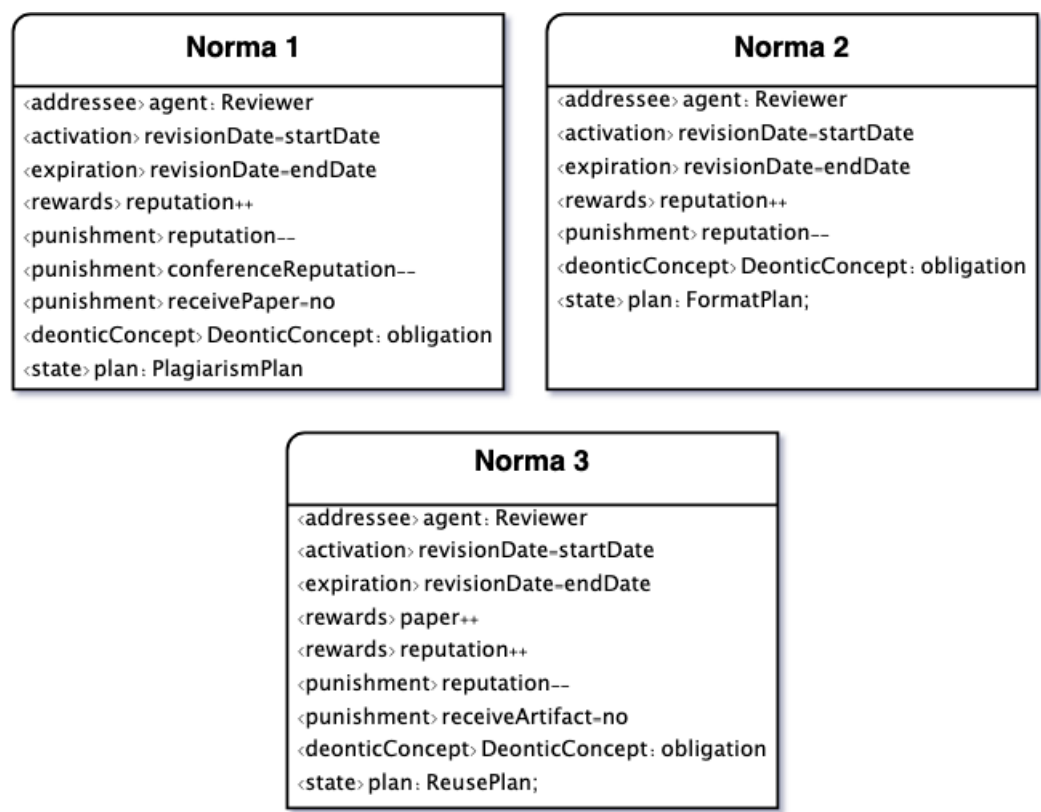 Norma 1
<addressee> agent: Reviewer
<activation> revisionDate=startDate
<expiration> revisionDate=endDate
<rewards> reputation++
<punishment> reputation--
<punishment> conferenceReputation--
<punishment> receivePaper=no
<deonticConcept> DeonticConcept: obligation
<state> plan: PlagiarismPlan
Norma 2
<addressee> agent: Reviewer
<activation> revisionDate=startDate
<expiration> revisionDate=endDate
<rewards> reputation++
<punishment> reputation--
<deonticConcept> DeonticConcept: obligation
<state> plan: FormatPlan;
Norma 3
<addressee> agent: Reviewer
<activation> revisionDate=startDate
<expiration> revisionDate=endDate
<rewards> paper++
<rewards> reputation++
<punishment> reputation--
<punishment> receiveArtifact=no
<deonticConcept> DeonticConcept: obligation
<state> plan: ReusePlan;